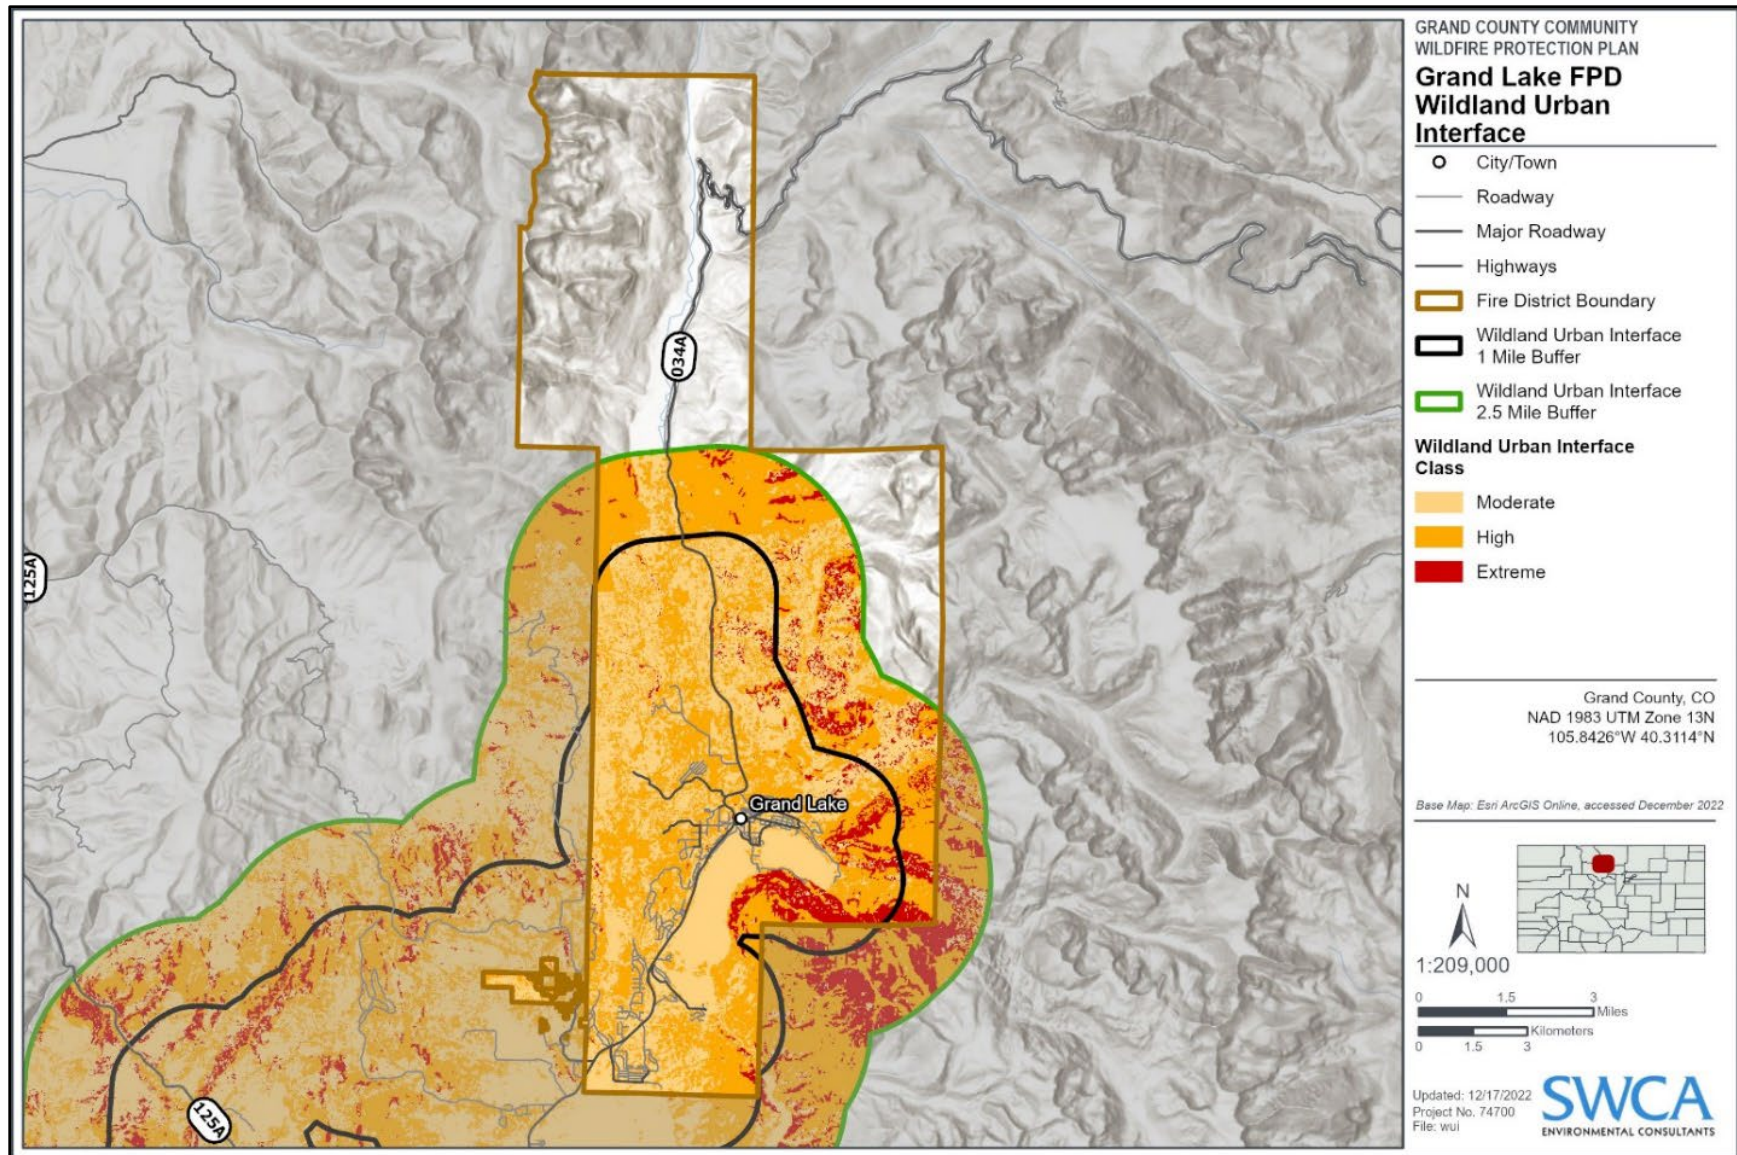 GRAND COUNTY COMMUNITY
WILDFIRE PROTECTION PLAN
Grand Lake FPD
Wildland Urban
Interface
City/Town
Roadway
Major Roadway
Highways
Fire District Boundary
Wildland Urban Interface
1 Mile Buffer
Wildland Urban Interface
2.5 Mile Buffer
Wildland Urban Interface
Class
Moderate
High
Extreme
Grand County, CO
NAD 1983 UTM Zone 13N
105.8426°W 40.3114°N
Base Map: Esri ArcGIS Online, accessed December 2022
N
1:209,000
0 1.5 3
Miles
Kilometers
0 1.5 3
Updated: 12/17/2022
Project No. 74700
File: wui
SWCA
ENVIRONMENTAL CONSULTANTS
034A
125A
Grand Lake
125A